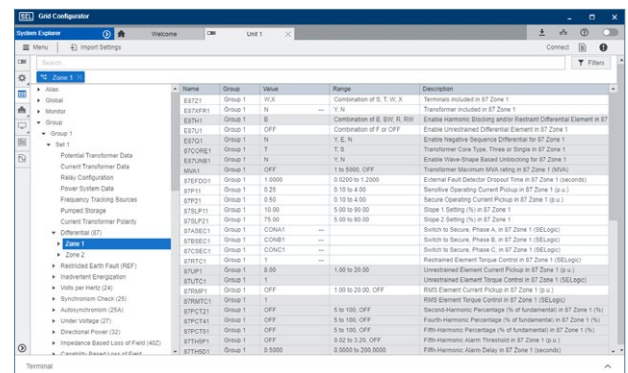 SEL Grid Configurator
System Explorer
Welcome
Unit 1
Menu
Import Settings
Connect
Search...
Filters
Zone 1
Alias
Global
Monitor
Group
Group 1
Set 1
Potential Transformer Data
Current Transformer Data
Relay Configuration
Power System Data
Frequency Tracking Sources
Pumped Storage
Current Transformer Polarity
Differential (87)
Zone 1
Zone 2
Restricted Earth Fault (REF)
Inadvertent Energization
Volts per Hertz (24)
Synchronism Check (25)
Autosynchronism (25A)
Under Voltage (27)
Directional Power (32)
Impedance Based Loss of Field (40Z)
Capability Based Loss of Field
Name Group Value Range Description
E87Z1 Group 1 W,X Combination of S, T, W, X Terminals included in 87 Zone 1
E87XFR1 Group 1 N Y, N Transformer included in 87 Zone 1
E87H1 Group 1 B Combination of B, BW, R, RW Enable Harmonic Blocking and/or Restraint Differential Element in 87
E87U1 Group 1 OFF Combination of F or OFF Enable Unrestrained Differential Element in Zone 1
E87Q1 Group 1 N Y, E, N Enable Negative Sequence Differential for 87 Zone 1
87CORE1 Group 1 T T, S Transformer Core Type, Three or Single in 87 Zone 1
E87UNB1 Group 1 N Y, N Enable Wave-Shape Based Unblocking for 87 Zone 1
MVA1 Group 1 OFF 1 to 5000, OFF Transformer Maximum MVA rating in 87 Zone 1 (MVA)
87EFDO1 Group 1 1.0000 0.0200 to 1.2000 External Fault Detector Dropout Time in 87 Zone 1 (seconds)
87P11 Group 1 0.25 0.10 to 4.00 Sensitive Operating Current Pickup in 87 Zone 1 (p.u.)
87P21 Group 1 0.50 0.10 to 4.00 Secure Operating Current Pickup in 87 Zone 1 (p.u.)
87SLP11 Group 1 10.00 5.00 to 90.00 Slope 1 Setting (%) in 87 Zone 1
87SLP21 Group 1 75.00 5.00 to 90.00 Slope 2 Setting (%) in 87 Zone 1
87ASEC1 Group 1 CONA1 Switch to Secure, Phase A, in 87 Zone 1 (SELogic)
87BSEC1 Group 1 CONB1 Switch to Secure, Phase B, in 87 Zone 1 (SELogic)
87CSEC1 Group 1 CONC1 Switch to Secure, Phase C, in 87 Zone 1 (SELogic)
87RTC1 Group 1 1 Restrained Element Torque Control in 87 Zone 1 (SELogic)
87UP1 Group 1 8.00 1.00 to 20.00 Unrestrained Element Current Pickup in 87 Zone 1 (p.u.)
87UTC1 Group 1 1 Unrestrained Element Torque Control in 87 Zone 1 (SELogic)
87RMP1 Group 1 OFF 1.00 to 20.00, OFF RMS Element Current Pickup in 87 Zone 1 (p.u.)
87RMTC1 Group 1 1 RMS Element Torque Control in 87 Zone 1 (SELogic)
87PCT21 Group 1 OFF 5 to 100, OFF Second-Harmonic Percentage (% of fundamental) in 87 Zone 1 (%)
87PCT41 Group 1 OFF 5 to 100, OFF Fourth-Harmonic Percentage (% of fundamental) in 87 Zone 1 (%)
87PCT51 Group 1 OFF 5 to 100, OFF Fifth-Harmonic Percentage (% of fundamental) in 87 Zone 1 (%)
87TH5P1 Group 1 OFF 0.02 to 3.20, OFF Fifth-Harmonic Alarm Threshold in 87 Zone 1 (p.u.)
87TH5D1 Group 1 0.5000 0.0000 to 200.0000 Fifth-Harmonic Alarm Delay in 87 Zone 1 (seconds)
Terminal